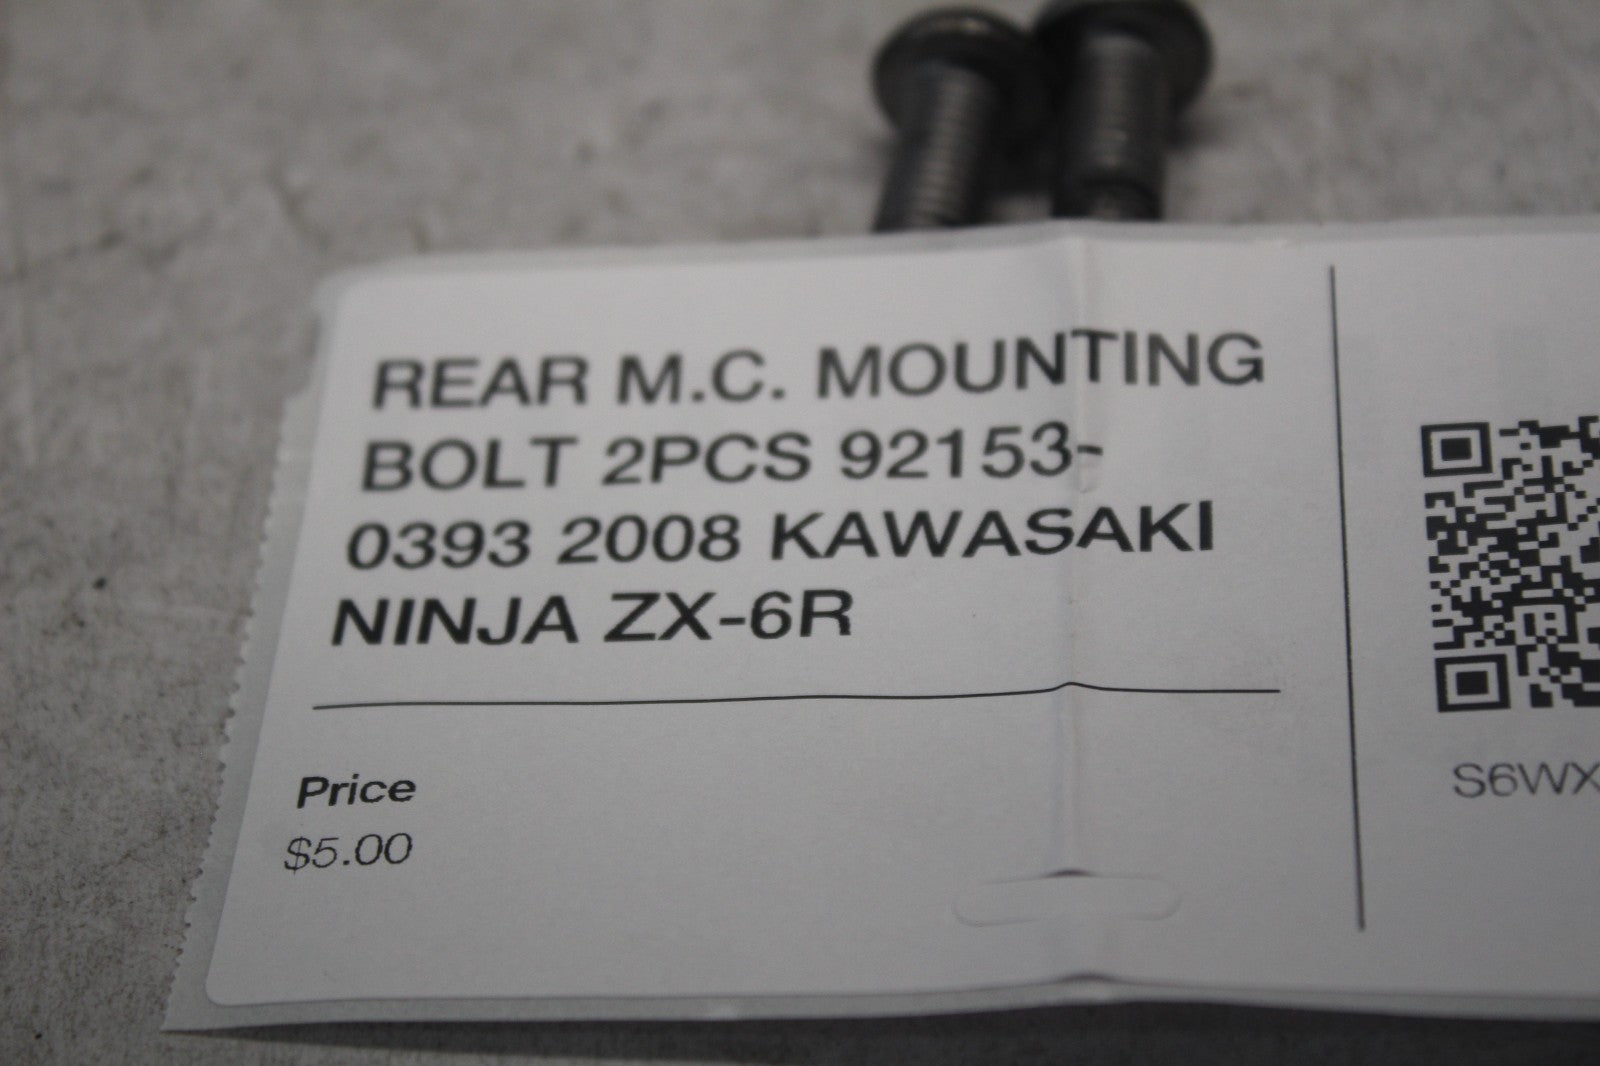 REAR M.C. MOUNTING
BOLT 2PCS 92153-
0393 2008 KAWASAKI
NINJA ZX-6R
Price
$5.00
S6WX